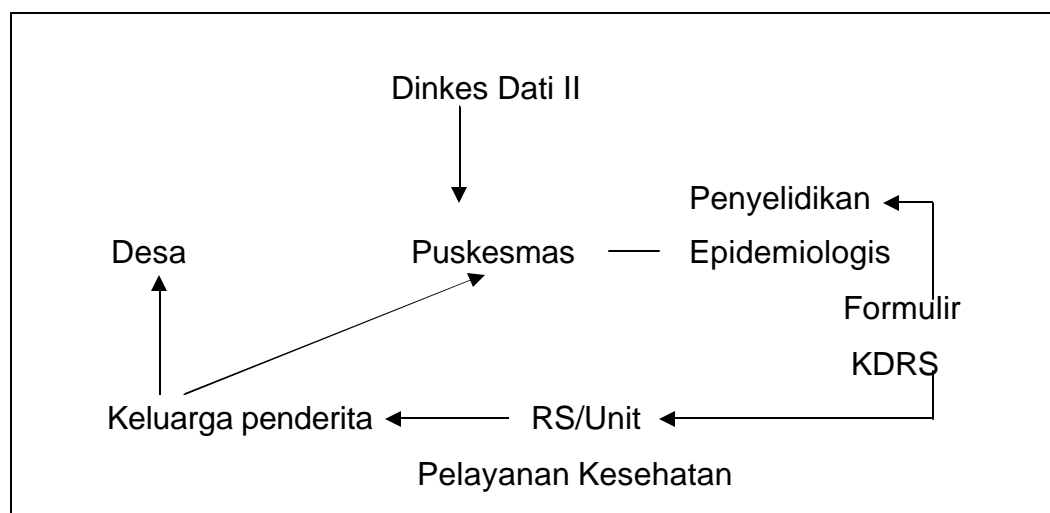 Dinkes Dati II
Penyelidikan
Desa
Puskesmas
Epidemiologis
Formulir
KDRS
Keluarga penderita
RS/Unit
Pelayanan Kesehatan